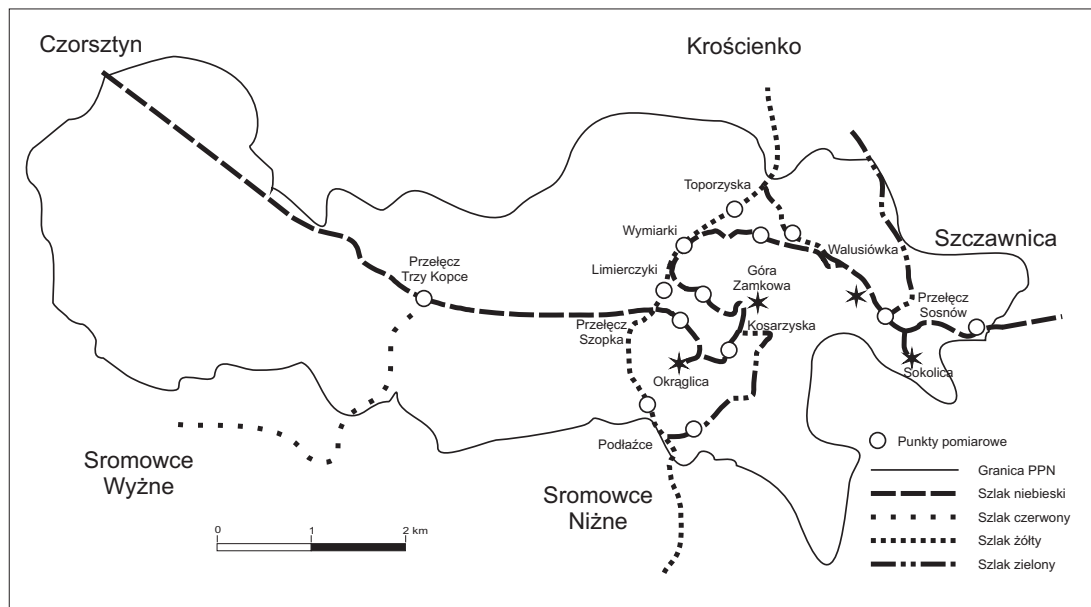 Czorsztyn
Krościenko
Toporzyska
Wymiarki
Walusiówka
Szczawnica
Limierczyki
Góra
Zamkowa
Przełęcz
Trzy Kopce
Przełęcz
Sosnów
Przełęcz
Szopka
Kosarzyska
Okrąglica
Sokolica
Podłaźce
Sromowce
Wyżne
Sromowce
Niżne
0 1 2 km
Punkty pomiarowe
Granica PPN
Szlak niebieski
Szlak czerwony
Szlak żółty
Szlak zielony